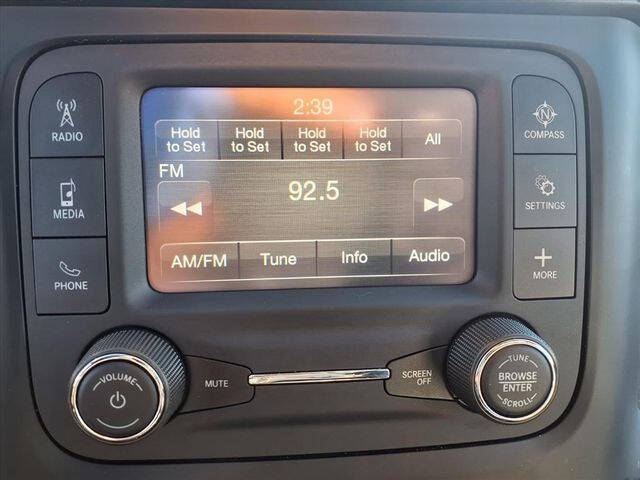 2:39
Hold to Set
Hold to Set
Hold to Set
Hold to Set
All
FM
92.5
AM/FM
Tune
Info
Audio
RADIO
MEDIA
PHONE
N
COMPASS
SETTINGS
MORE
VOLUME
MUTE
SCREEN
OFF
TUNE
BROWSE
ENTER
SCROLL